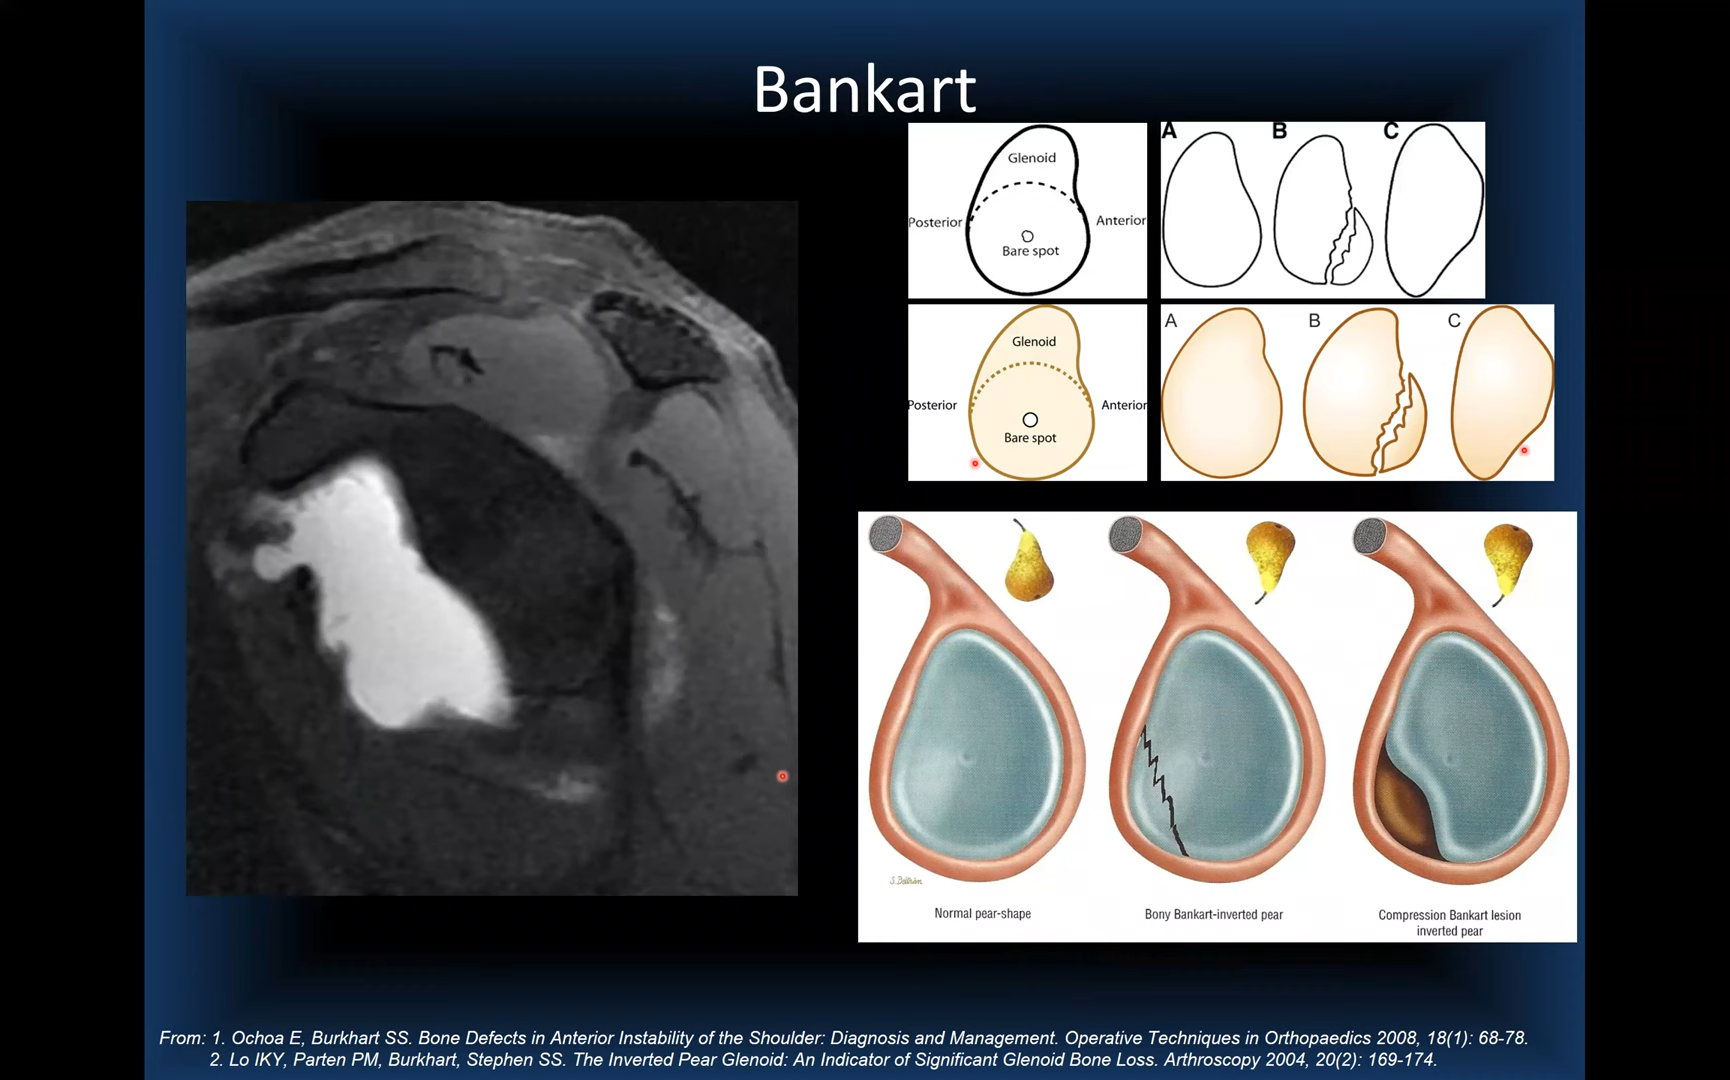 Bankart
Glenoid
Posterior
Anterior
Bare spot
A
B
C
Glenoid
Posterior
Anterior
Bare spot
A
B
C
Normal pear-shape
Bony Bankart-inverted pear
Compression Bankart lesion
inverted pear
From: 1. Ochoa E, Burkhart SS. Bone Defects in Anterior Instability of the Shoulder: Diagnosis and Management. Operative Techniques in Orthopaedics 2008, 18(1): 68-78.
2. Lo IKY, Parten PM, Burkhart, Stephen SS. The Inverted Pear Glenoid: An Indicator of Significant Glenoid Bone Loss. Arthroscopy 2004, 20(2): 169-174.